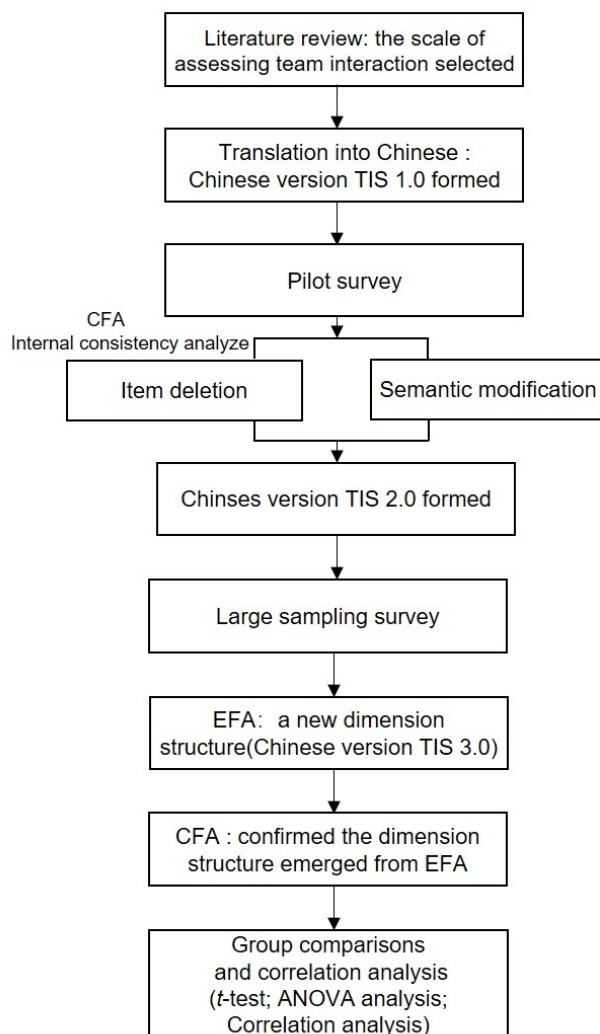 Literature review: the scale of
assessing team interaction selected
Translation into Chinese :
Chinese version TIS 1.0 formed
Pilot survey
CFA
Internal consistency analyze
Item deletion
Semantic modification
Chinses version TIS 2.0 formed
Large sampling survey
EFA: a new dimension
structure(Chinese version TIS 3.0)
CFA : confirmed the dimension
structure emerged from EFA
Group comparisons
and correlation analysis
(t-test; ANOVA analysis;
Correlation analysis)